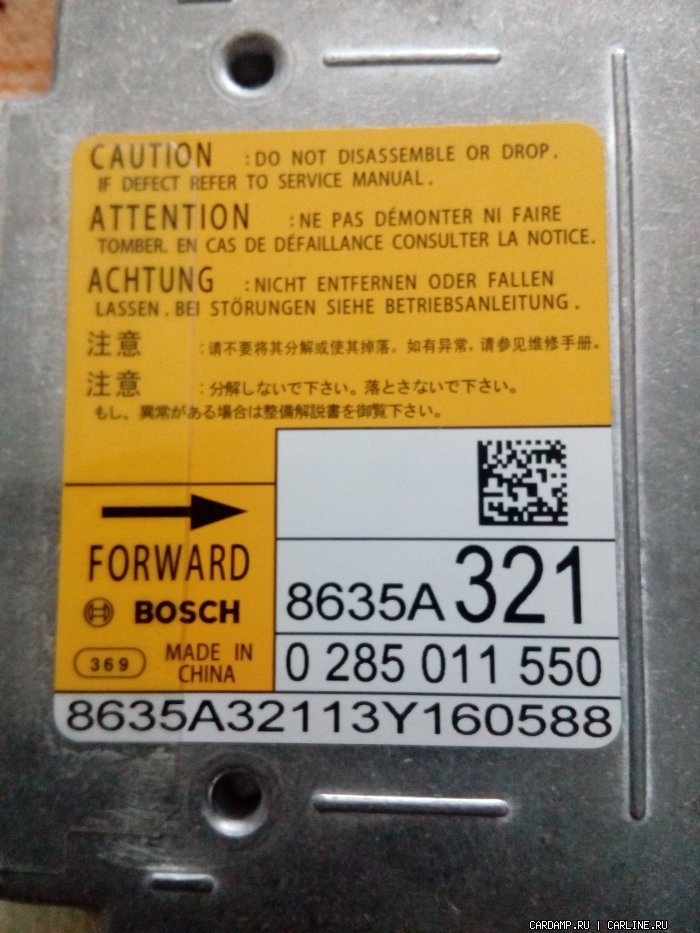 CAUTION : DO NOT DISASSEMBLE OR DROP.
IF DEFECT REFER TO SERVICE MANUAL.
ATTENTION : NE PAS DÉMONTER NI FAIRE
TOMBER. EN CAS DE DÉFAILLANCE CONSULTER LA NOTICE.
ACHTUNG : NICHT ENTFERNEN ODER FALLEN
LASSEN. BEI STÖRUNGEN SIEHE BETRIEBSANLEITUNG.
注意 : 请不要将其分解或使其掉落。如有异常, 请参见维修手册。
注意 : 分解しないで下さい。落とさないで下さい。
もし、異常がある場合は整備解説書を御覧下さい。
FORWARD
BOSCH
369
MADE IN
CHINA
8635A321
0 285 011 550
8635A32113Y160588
CARDAMP.RU | CARLINE.RU